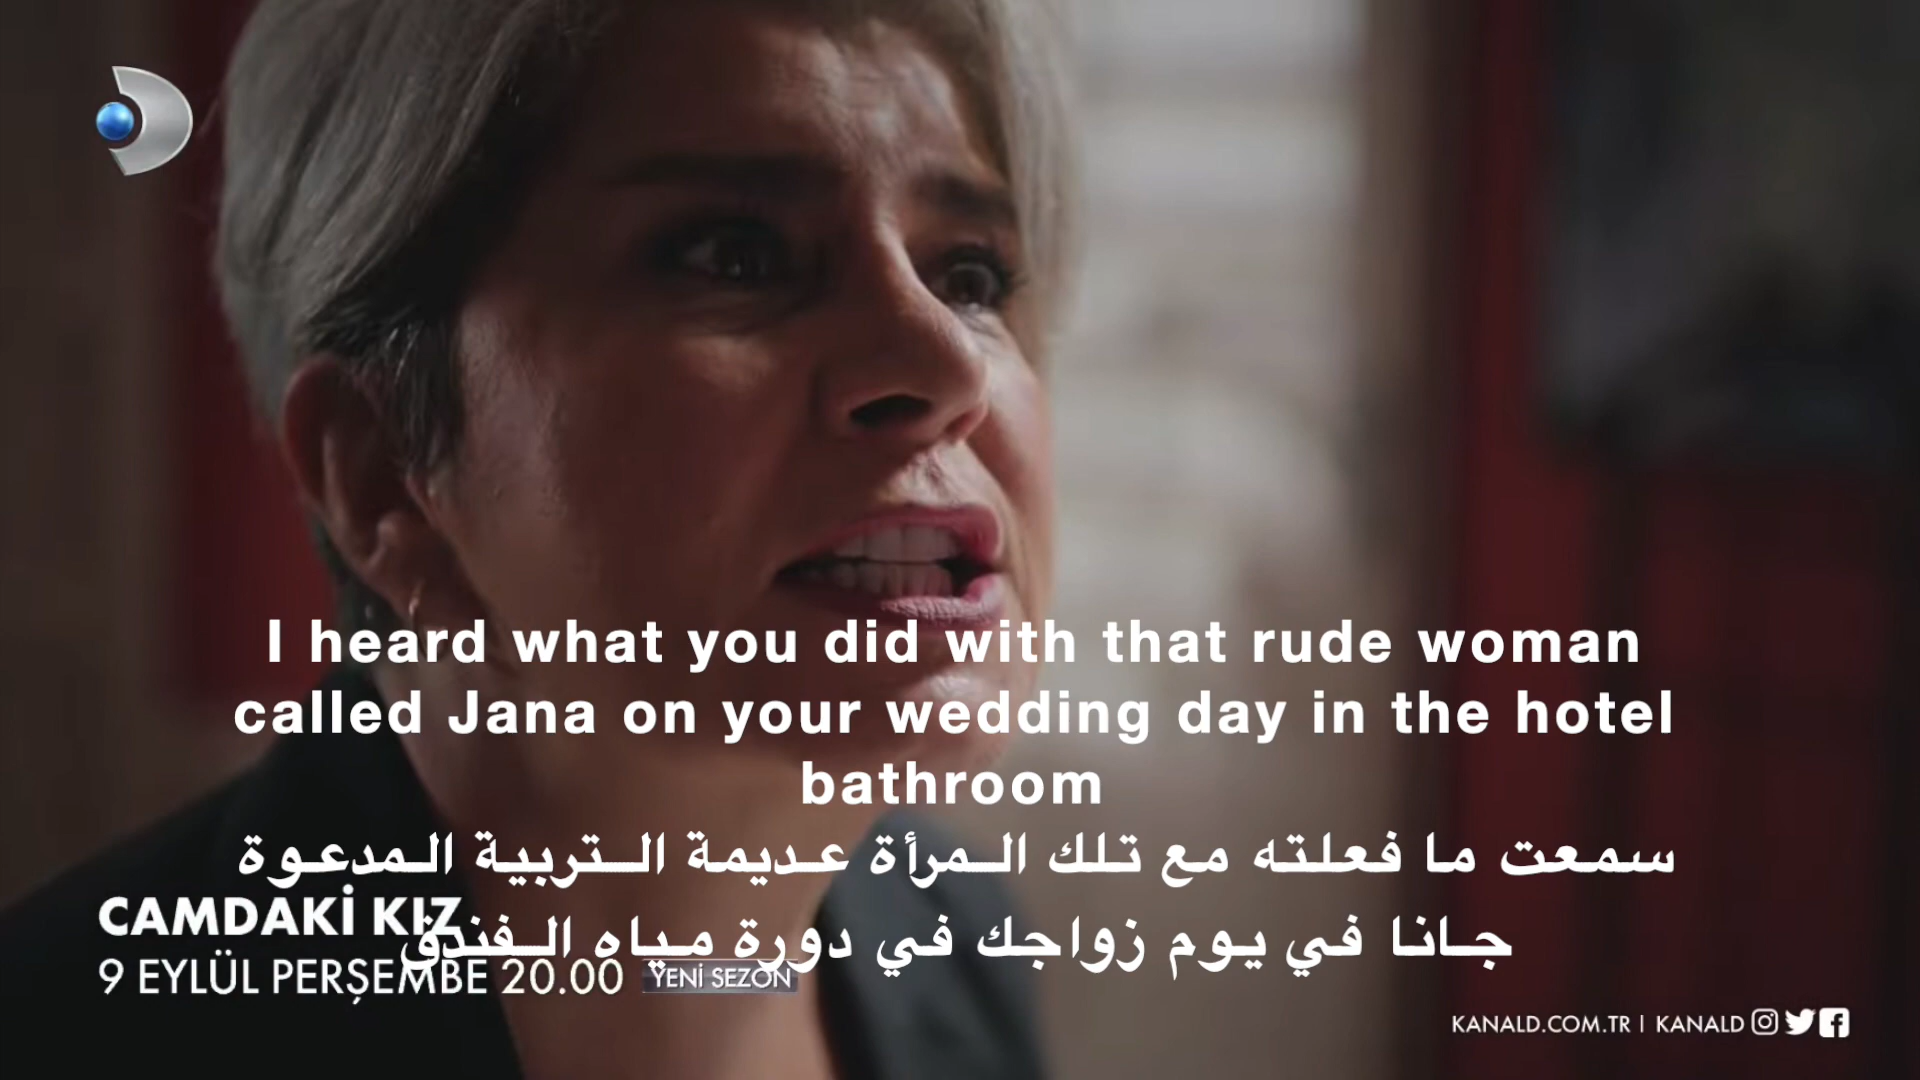 I heard what you did with that rude woman
called Jana on your wedding day in the hotel
bathroom
سمعت ما فعلته مع تلك المرأة عديمة التربية المدعوة
جانا في يوم زواجك في دورة مياه الفندق
CAMDAKİ KIZ
9 EYLÜL PERŞEMBE 20.00 YENİ SEZON
KANALD.COM.TR | KANALD